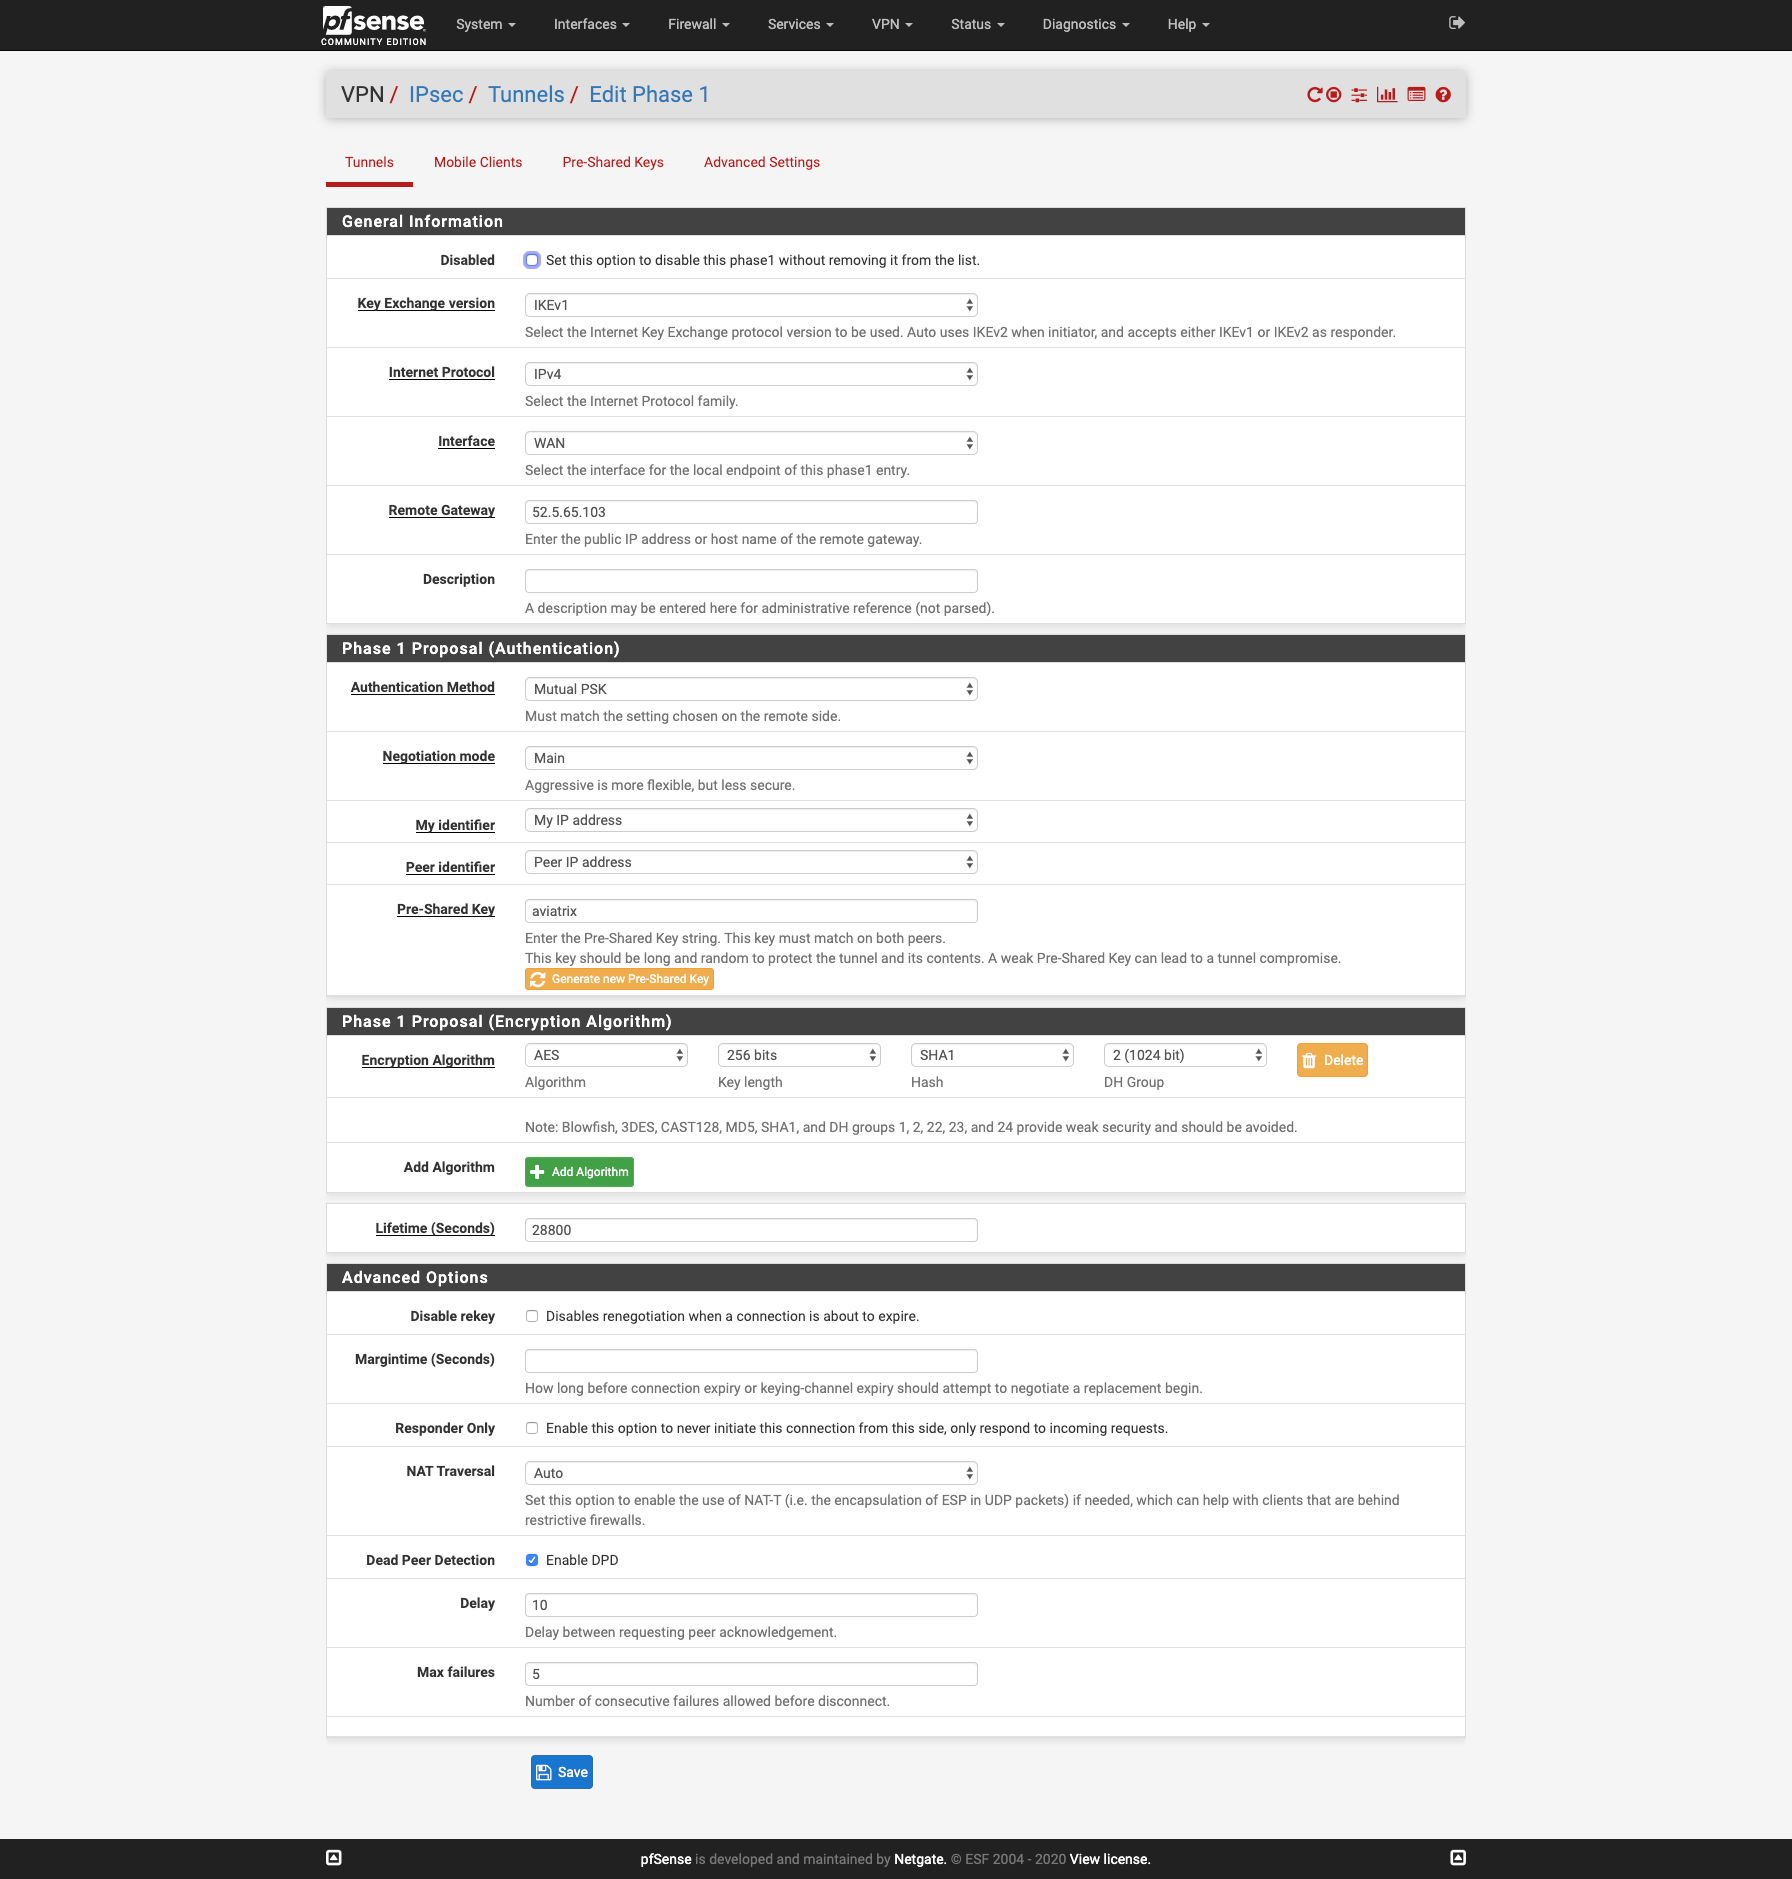 pfsense
COMMUNITY EDITION
System Interfaces Firewall Services VPN Status Diagnostics Help
VPN / IPsec / Tunnels / Edit Phase 1
Tunnels Mobile Clients Pre-Shared Keys Advanced Settings
General Information
Disabled Set this option to disable this phase1 without removing it from the list.
Key Exchange version IKEv1
Select the Internet Key Exchange protocol version to be used. Auto uses IKEv2 when initiator, and accepts either IKEv1 or IKEv2 as responder.
Internet Protocol IPv4
Select the Internet Protocol family.
Interface WAN
Select the interface for the local endpoint of this phase1 entry.
Remote Gateway 52.5.65.103
Enter the public IP address or host name of the remote gateway.
Description
A description may be entered here for administrative reference (not parsed).
Phase 1 Proposal (Authentication)
Authentication Method Mutual PSK
Must match the setting chosen on the remote side.
Negotiation mode Main
Aggressive is more flexible, but less secure.
My identifier My IP address
Peer identifier Peer IP address
Pre-Shared Key aviatrix
Enter the Pre-Shared Key string. This key must match on both peers.
This key should be long and random to protect the tunnel and its contents. A weak Pre-Shared Key can lead to a tunnel compromise.
Generate new Pre-Shared Key
Phase 1 Proposal (Encryption Algorithm)
Encryption Algorithm AES 256 bits SHA1 2 (1024 bit) Delete
Algorithm Key length Hash DH Group
Note: Blowfish, 3DES, CAST128, MD5, SHA1, and DH groups 1, 2, 22, 23, and 24 provide weak security and should be avoided.
Add Algorithm Add Algorithm
Lifetime (Seconds) 28800
Advanced Options
Disable rekey Disables renegotiation when a connection is about to expire.
Margintime (Seconds)
How long before connection expiry or keying-channel expiry should attempt to negotiate a replacement begin.
Responder Only Enable this option to never initiate this connection from this side, only respond to incoming requests.
NAT Traversal Auto
Set this option to enable the use of NAT-T (i.e. the encapsulation of ESP in UDP packets) if needed, which can help with clients that are behind
restrictive firewalls.
Dead Peer Detection Enable DPD
Delay 10
Delay between requesting peer acknowledgement.
Max failures 5
Number of consecutive failures allowed before disconnect.
Save
pfSense is developed and maintained by Netgate. © ESF 2004 - 2020 View license.